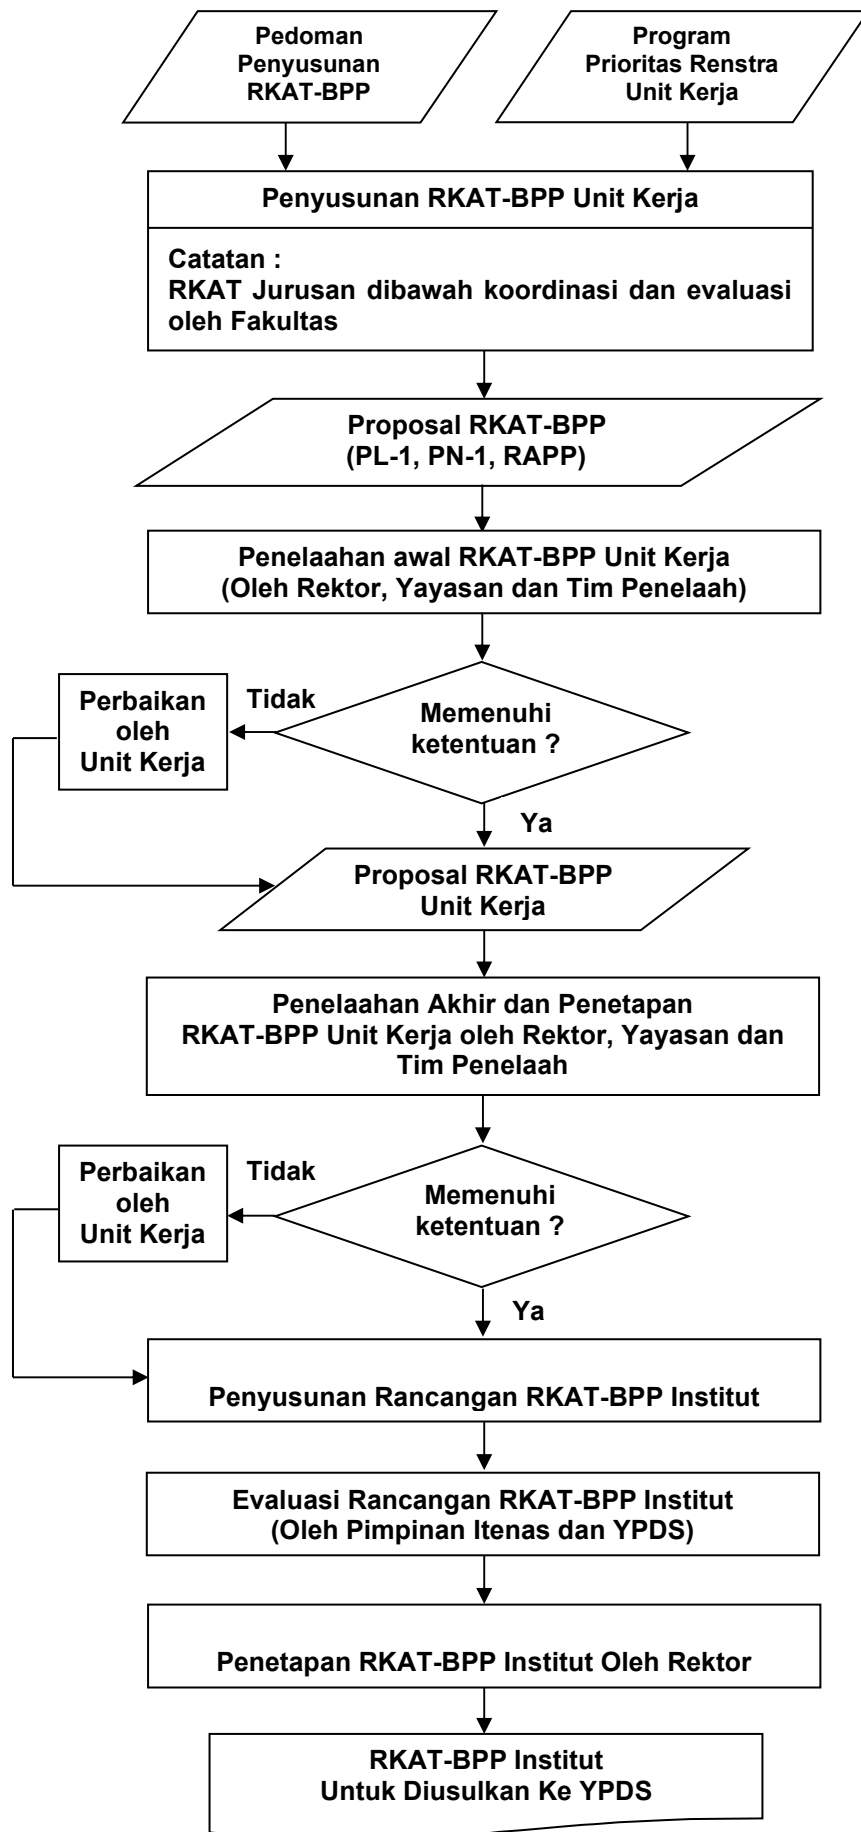 Pedoman
Penyusunan
RKAT-BPP
Program
Prioritas Renstra
Unit Kerja
Penyusunan RKAT-BPP Unit Kerja
Catatan :
RKAT Jurusan dibawah koordinasi dan evaluasi
oleh Fakultas
Proposal RKAT-BPP
(PL-1, PN-1, RAPP)
Penelaahan awal RKAT-BPP Unit Kerja
(Oleh Rektor, Yayasan dan Tim Penelaah)
Perbaikan
oleh
Unit Kerja
Tidak
Memenuhi
ketentuan ?
Ya
Proposal RKAT-BPP
Unit Kerja
Penelaahan Akhir dan Penetapan
RKAT-BPP Unit Kerja oleh Rektor, Yayasan dan
Tim Penelaah
Perbaikan
oleh
Unit Kerja
Tidak
Memenuhi
ketentuan ?
Ya
Penyusunan Rancangan RKAT-BPP Institut
Evaluasi Rancangan RKAT-BPP Institut
(Oleh Pimpinan Itenas dan YPDS)
Penetapan RKAT-BPP Institut Oleh Rektor
RKAT-BPP Institut
Untuk Diusulkan Ke YPDS